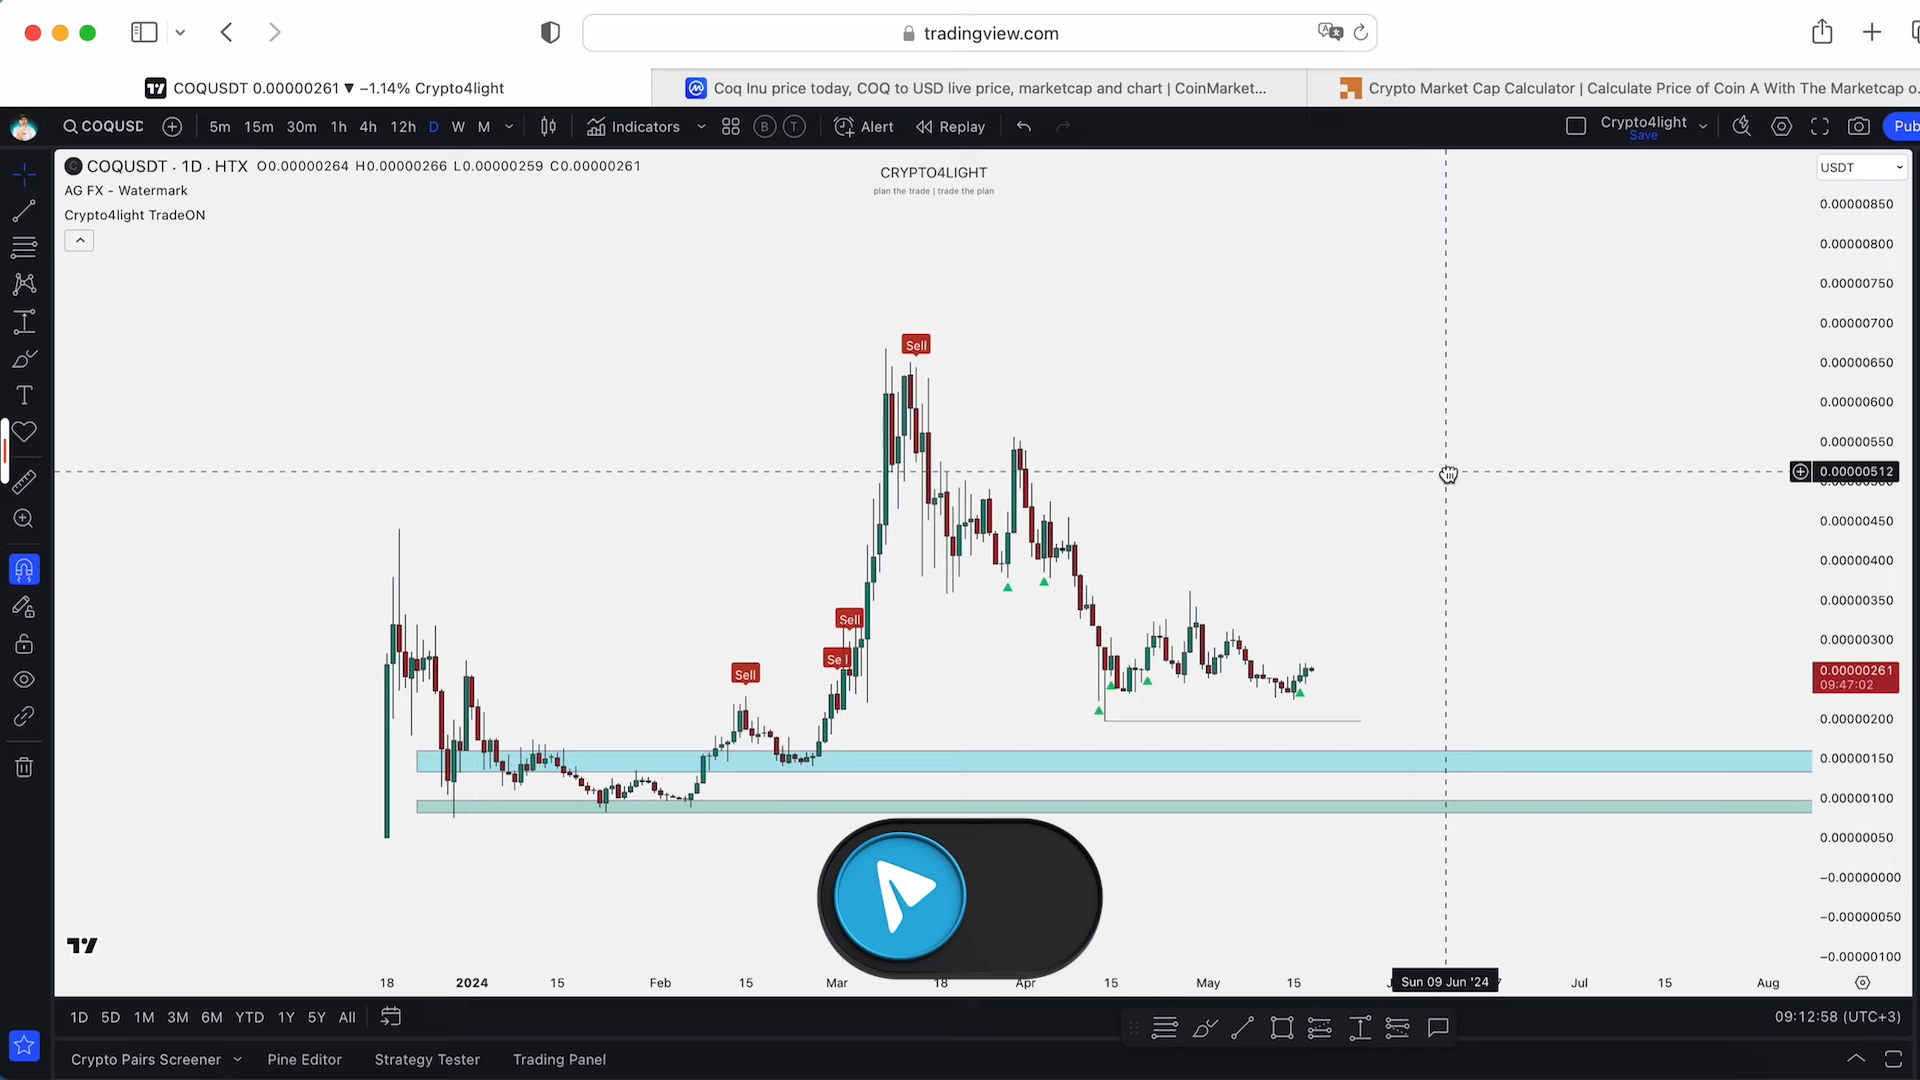 tradingview.com
COQUSDT 0.00000261 ▼ −1.14% Crypto4light
Coq Inu price today, COQ to USD live price, marketcap and chart | CoinMarket...
Crypto Market Cap Calculator | Calculate Price of Coin A With The Marketcap o...
COQUSD 5m 15m 30m 1h 4h 12h D W M Indicators B T Alert Replay Crypto4light Pub
Save
COQUSDT · 1D · HTX O0.00000264 H0.00000266 L0.00000259 C0.00000261
AG FX - Watermark
Crypto4light TradeON
CRYPTO4LIGHT
plan the trade | trade the plan
USDT
0.00000850
0.00000800
0.00000750
0.00000700
0.00000650
0.00000600
0.00000550
0.00000512
0.00000450
0.00000400
0.00000350
0.00000300
0.00000261
09:47:02
0.00000200
0.00000150
0.00000100
0.00000050
−0.00000000
−0.00000050
−0.00000100
Sell
Sell
Se l
Sell
18 2024 15 Feb 15 Mar 18 Apr 15 May 15 Sun 09 Jun '24 Jul 15 Aug
1D 5D 1M 3M 6M YTD 1Y 5Y All
09:12:58 (UTC+3)
Crypto Pairs Screener Pine Editor Strategy Tester Trading Panel